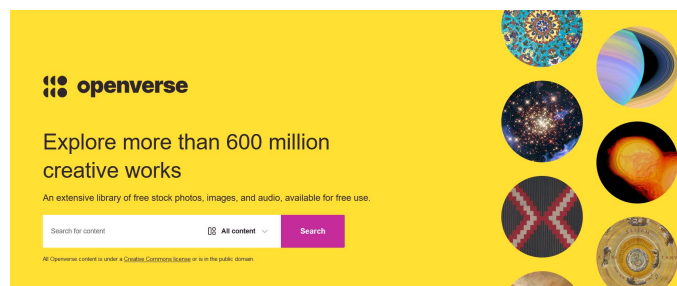 openverse
Explore more than 600 million
creative works
An extensive library of free stock photos, images, and audio, available for free use.
Search for content
All content
Search
All Openverse content is under a Creative Commons license or is in the public domain.